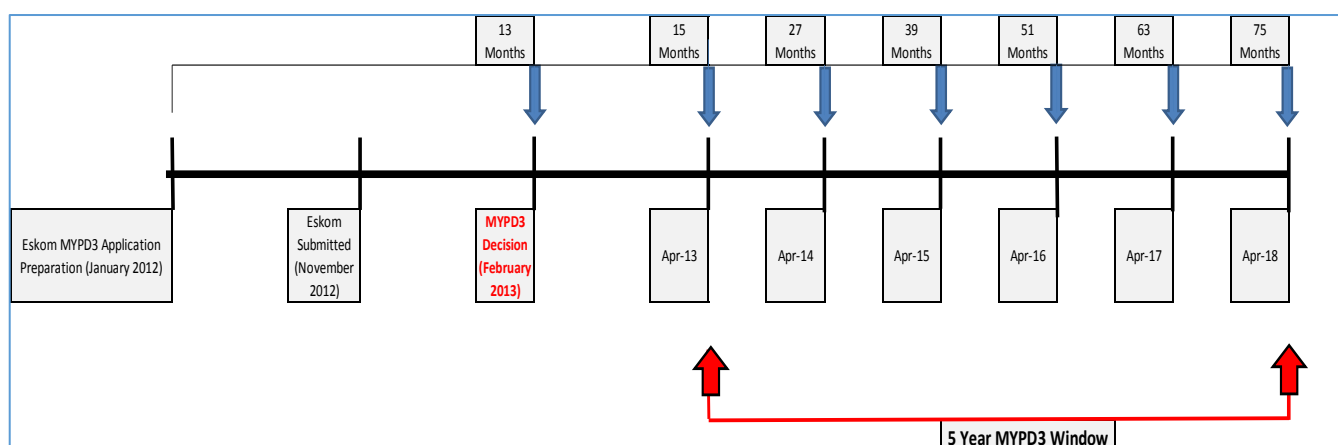 13
Months
15
Months
27
Months
39
Months
51
Months
63
Months
75
Months
Eskom MYPD3 Application
Preparation (January 2012)
Eskom
Submitted
(November
2012)
MYPD3
Decision
(February
2013)
Apr-13
Apr-14
Apr-15
Apr-16
Apr-17
Apr-18
5 Year MYPD3 Window